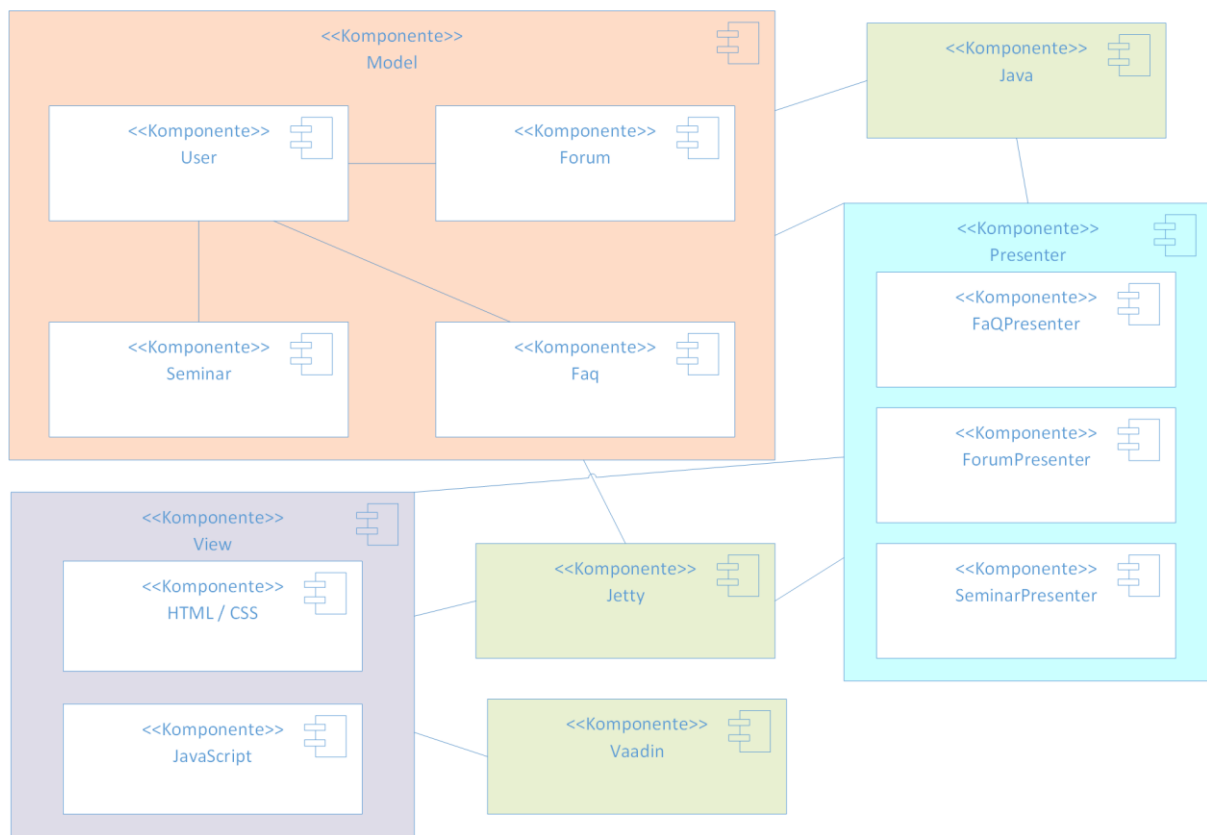 <<Komponente>>
Model
<<Komponente>>
User
<<Komponente>>
Forum
<<Komponente>>
Seminar
<<Komponente>>
Faq
<<Komponente>>
Java
<<Komponente>>
Presenter
<<Komponente>>
FaQPresenter
<<Komponente>>
ForumPresenter
<<Komponente>>
SeminarPresenter
<<Komponente>>
View
<<Komponente>>
HTML / CSS
<<Komponente>>
JavaScript
<<Komponente>>
Jetty
<<Komponente>>
Vaadin